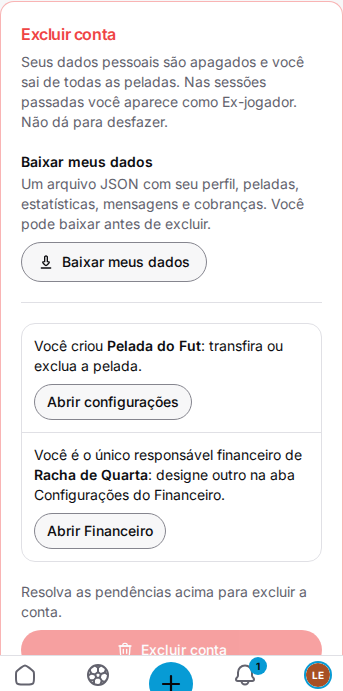 Excluir conta
Seus dados pessoais são apagados e você
sai de todas as peladas. Nas sessões
passadas você aparece como Ex-jogador.
Não dá para desfazer.
Baixar meus dados
Um arquivo JSON com seu perfil, peladas,
estatísticas, mensagens e cobranças. Você
pode baixar antes de excluir.
Baixar meus dados
Você criou Pelada do Fut: transfira ou
exclua a pelada.
Abrir configurações
Você é o único responsável financeiro de
Racha de Quarta: designe outro na aba
Configurações do Financeiro.
Abrir Financeiro
Resolva as pendências acima para excluir a
conta.
Excluir conta
1
LE